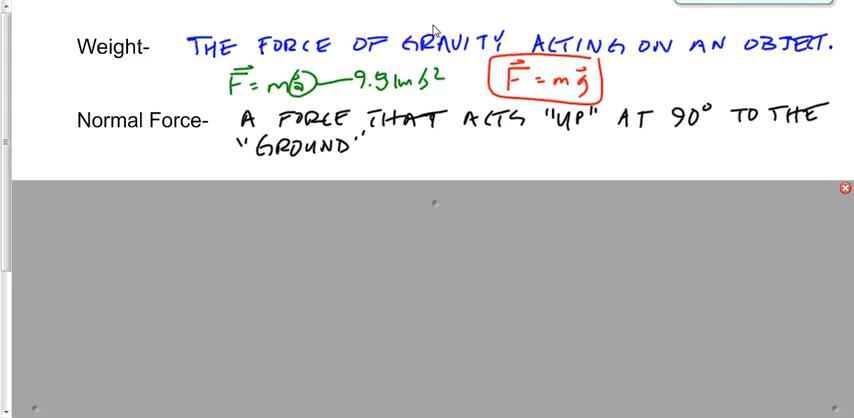 Weight- THE FORCE OF GRAVITY ACTING ON AN OBJECT.
F⃗ = ma⃗ — 9.81m/s² F⃗ = mg⃗
Normal Force- A FORCE THAT ACTS "UP" AT 90° TO THE
"GROUND"